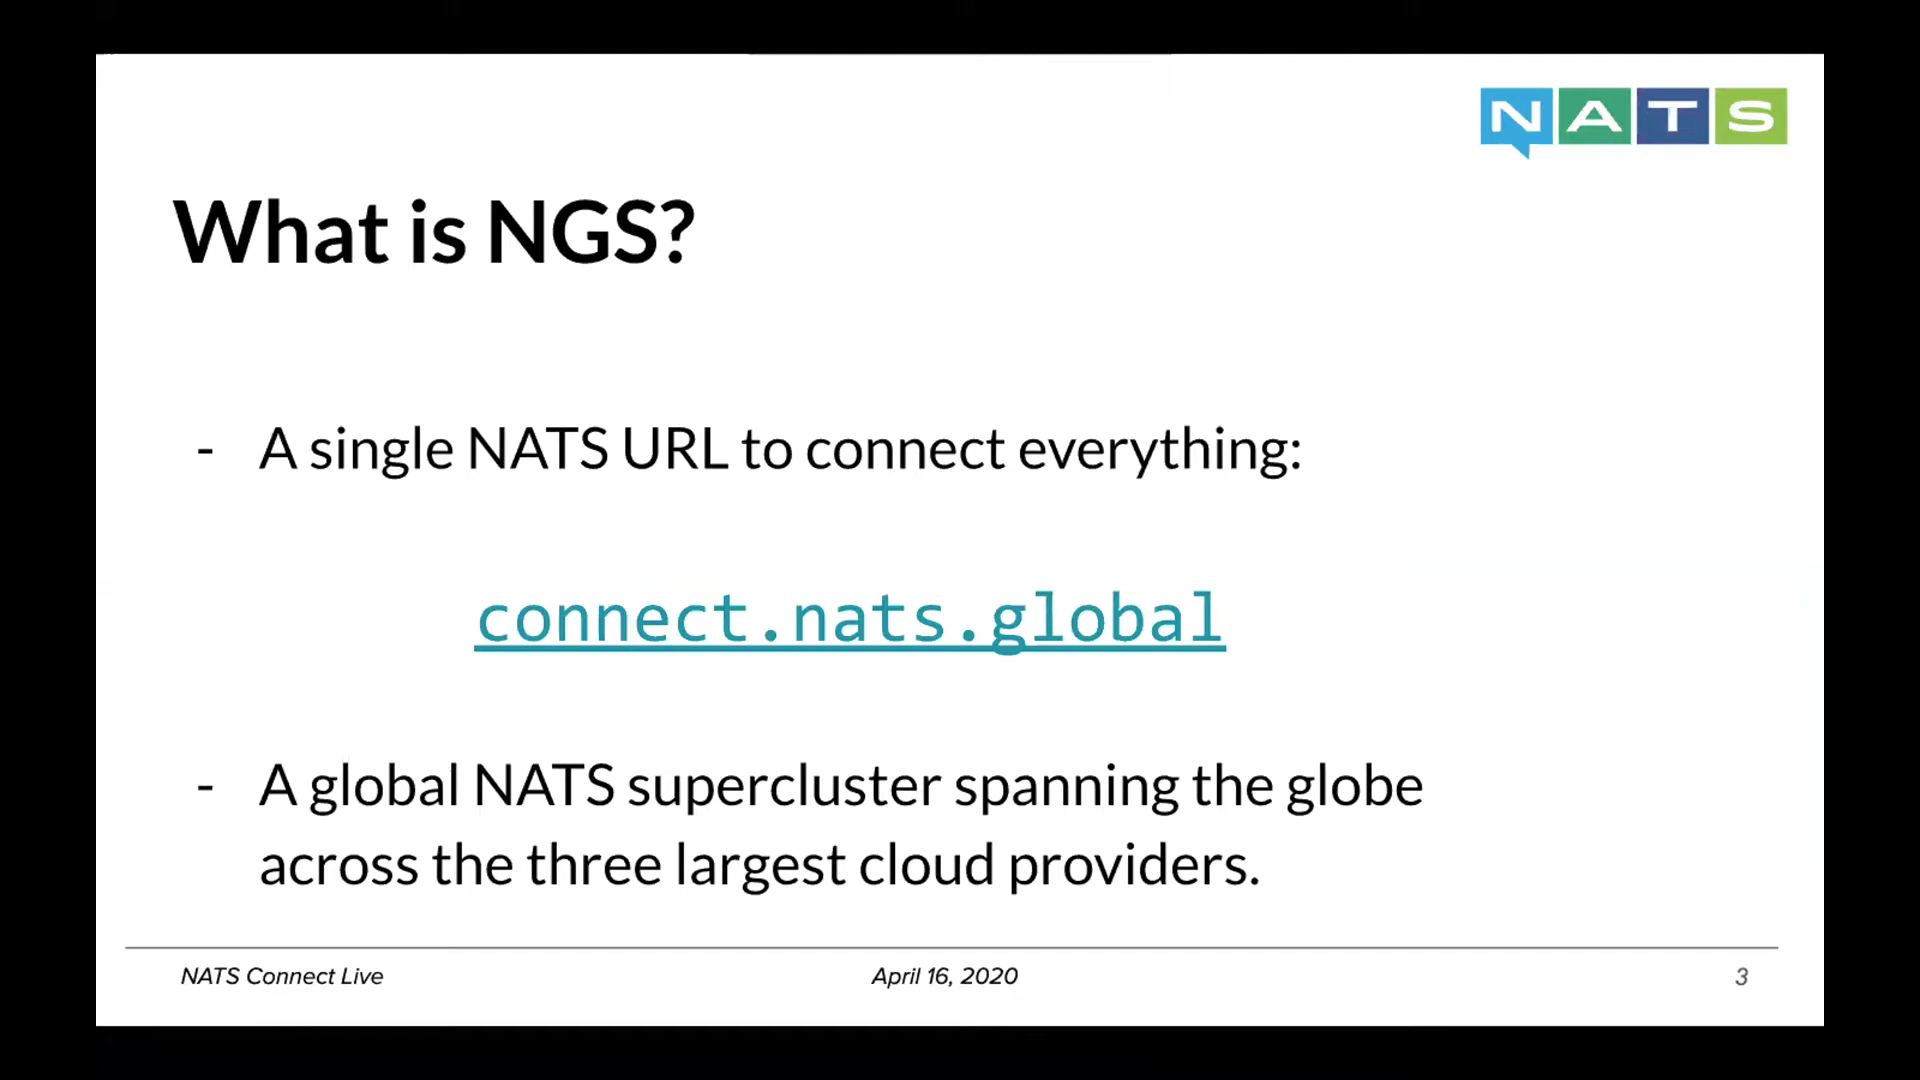 NATS
What is NGS?
- A single NATS URL to connect everything:
connect.nats.global
- A global NATS supercluster spanning the globe
across the three largest cloud providers.
NATS Connect Live
April 16, 2020
3